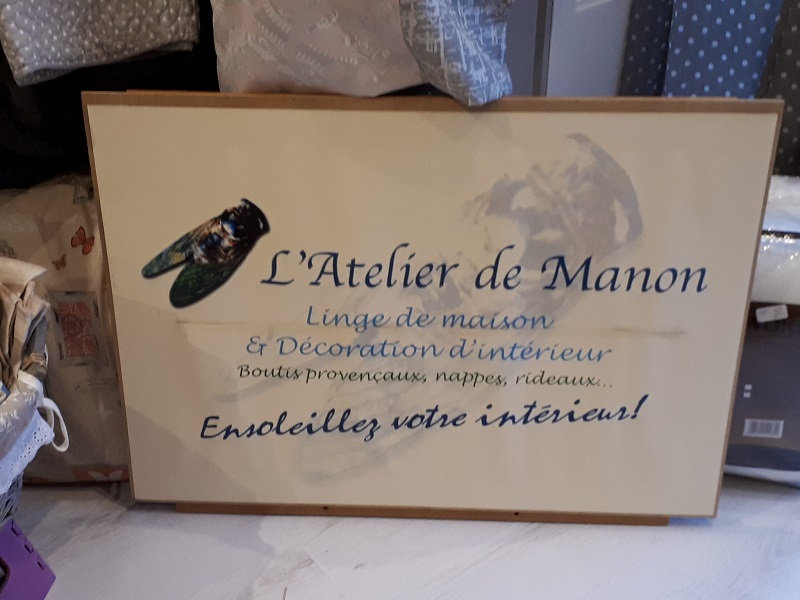 L'Atelier de Manon
Linge de maison
& Décoration d'intérieur
Boutis provençaux, nappes, rideaux...
Ensoleillez votre intérieur!